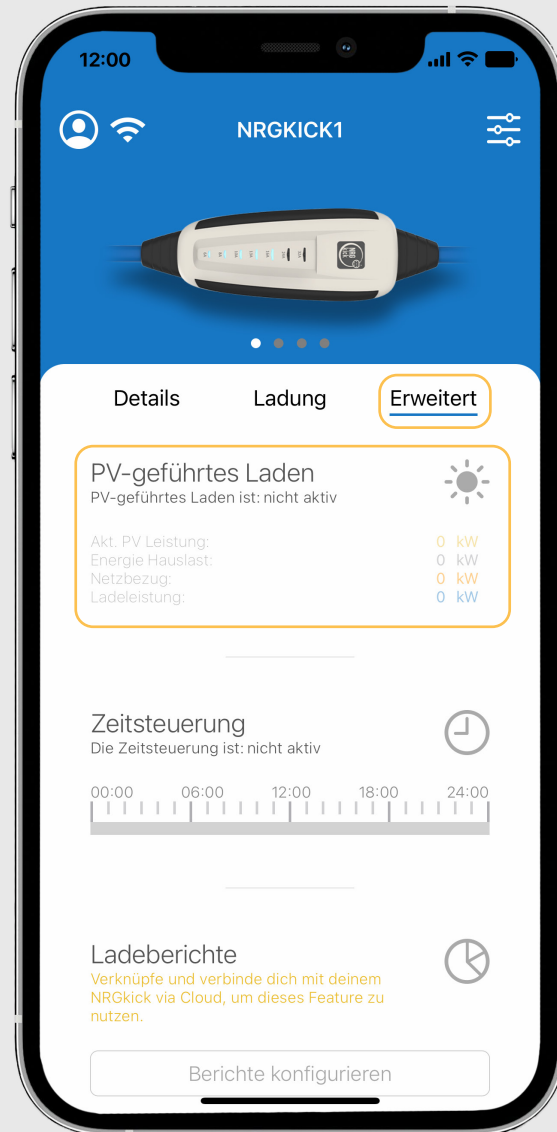 12:00
NRGKICK1
NRG
kick
Details Ladung Erweitert
PV-geführtes Laden
PV-geführtes Laden ist: nicht aktiv
Akt. PV Leistung: 0 kW
Energie Hauslast: 0 kW
Netzbezug: 0 kW
Ladeleistung: 0 kW
Zeitsteuerung
Die Zeitsteuerung ist: nicht aktiv
00:00 06:00 12:00 18:00 24:00
Ladeberichte
Verknüpfe und verbinde dich mit deinem
NRGkick via Cloud, um dieses Feature zu
nutzen.
Berichte konfigurieren